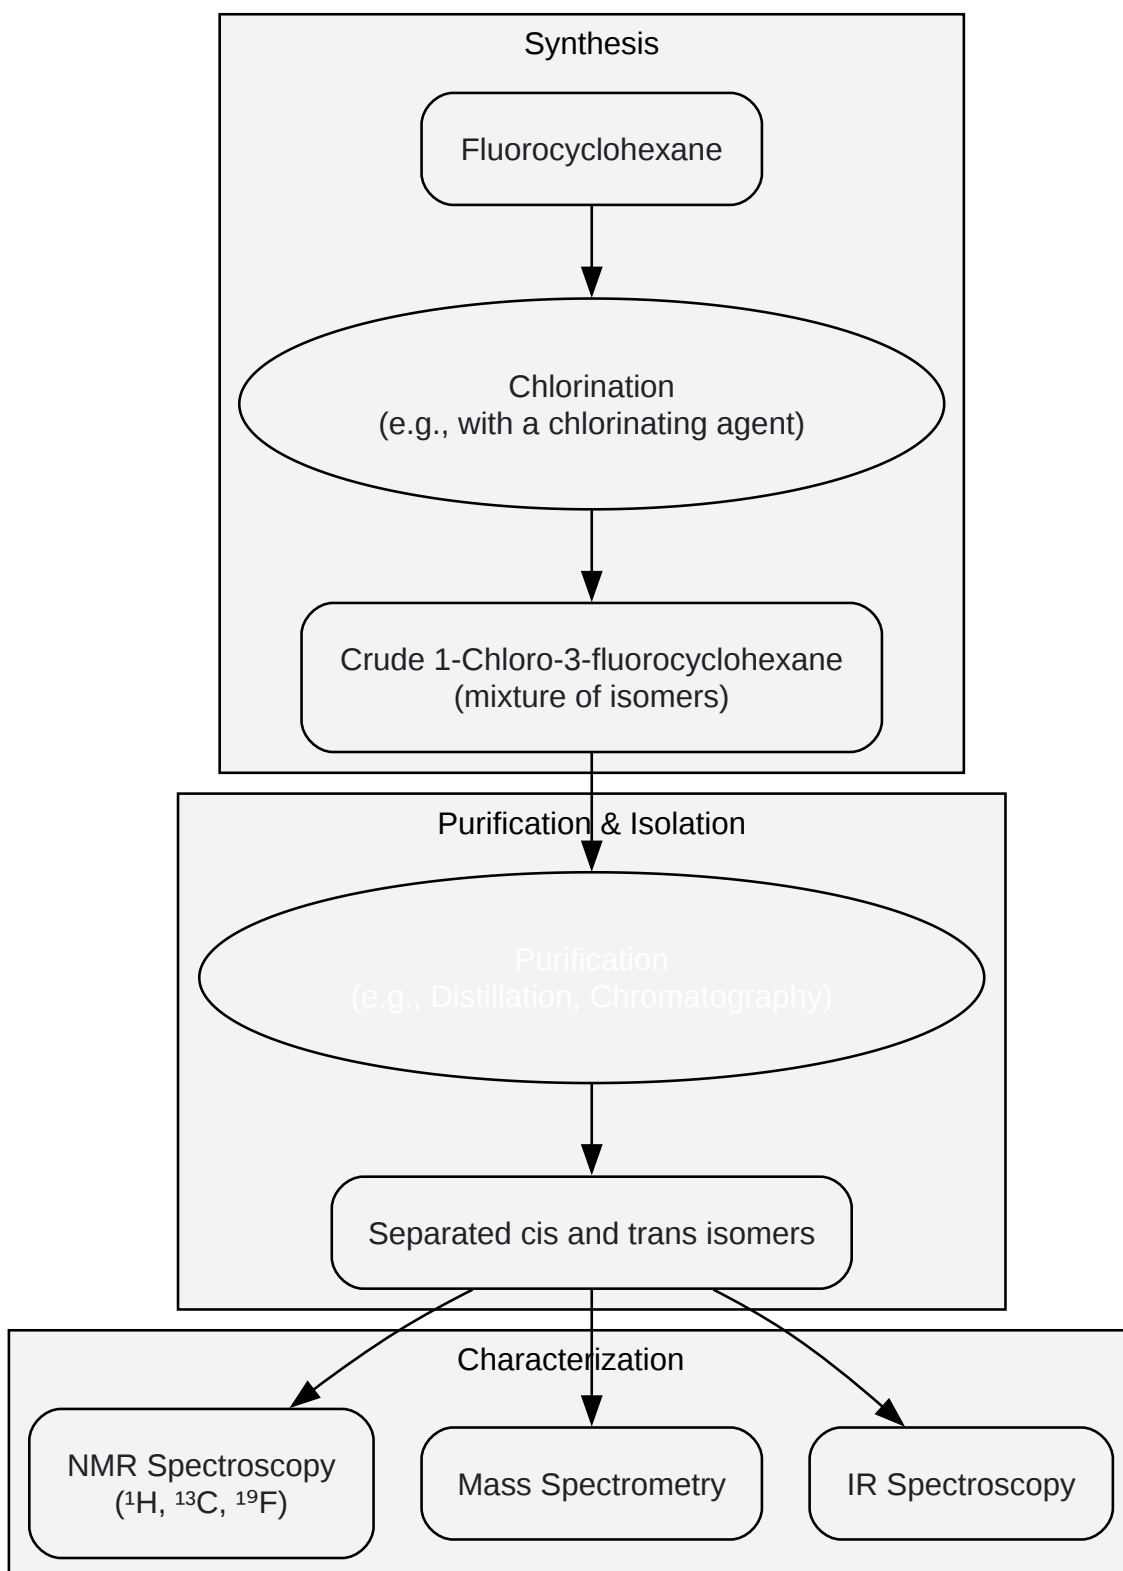 Synthesis
Fluorocyclohexane
Chlorination
(e.g., with a chlorinating agent)
Crude 1-Chloro-3-fluorocyclohexane
(mixture of isomers)
Purification & Isolation
Purification
(e.g., Distillation, Chromatography)
Separated cis and trans isomers
Characterization
NMR Spectroscopy
(¹H, ¹³C, ¹⁹F)
Mass Spectrometry
IR Spectroscopy